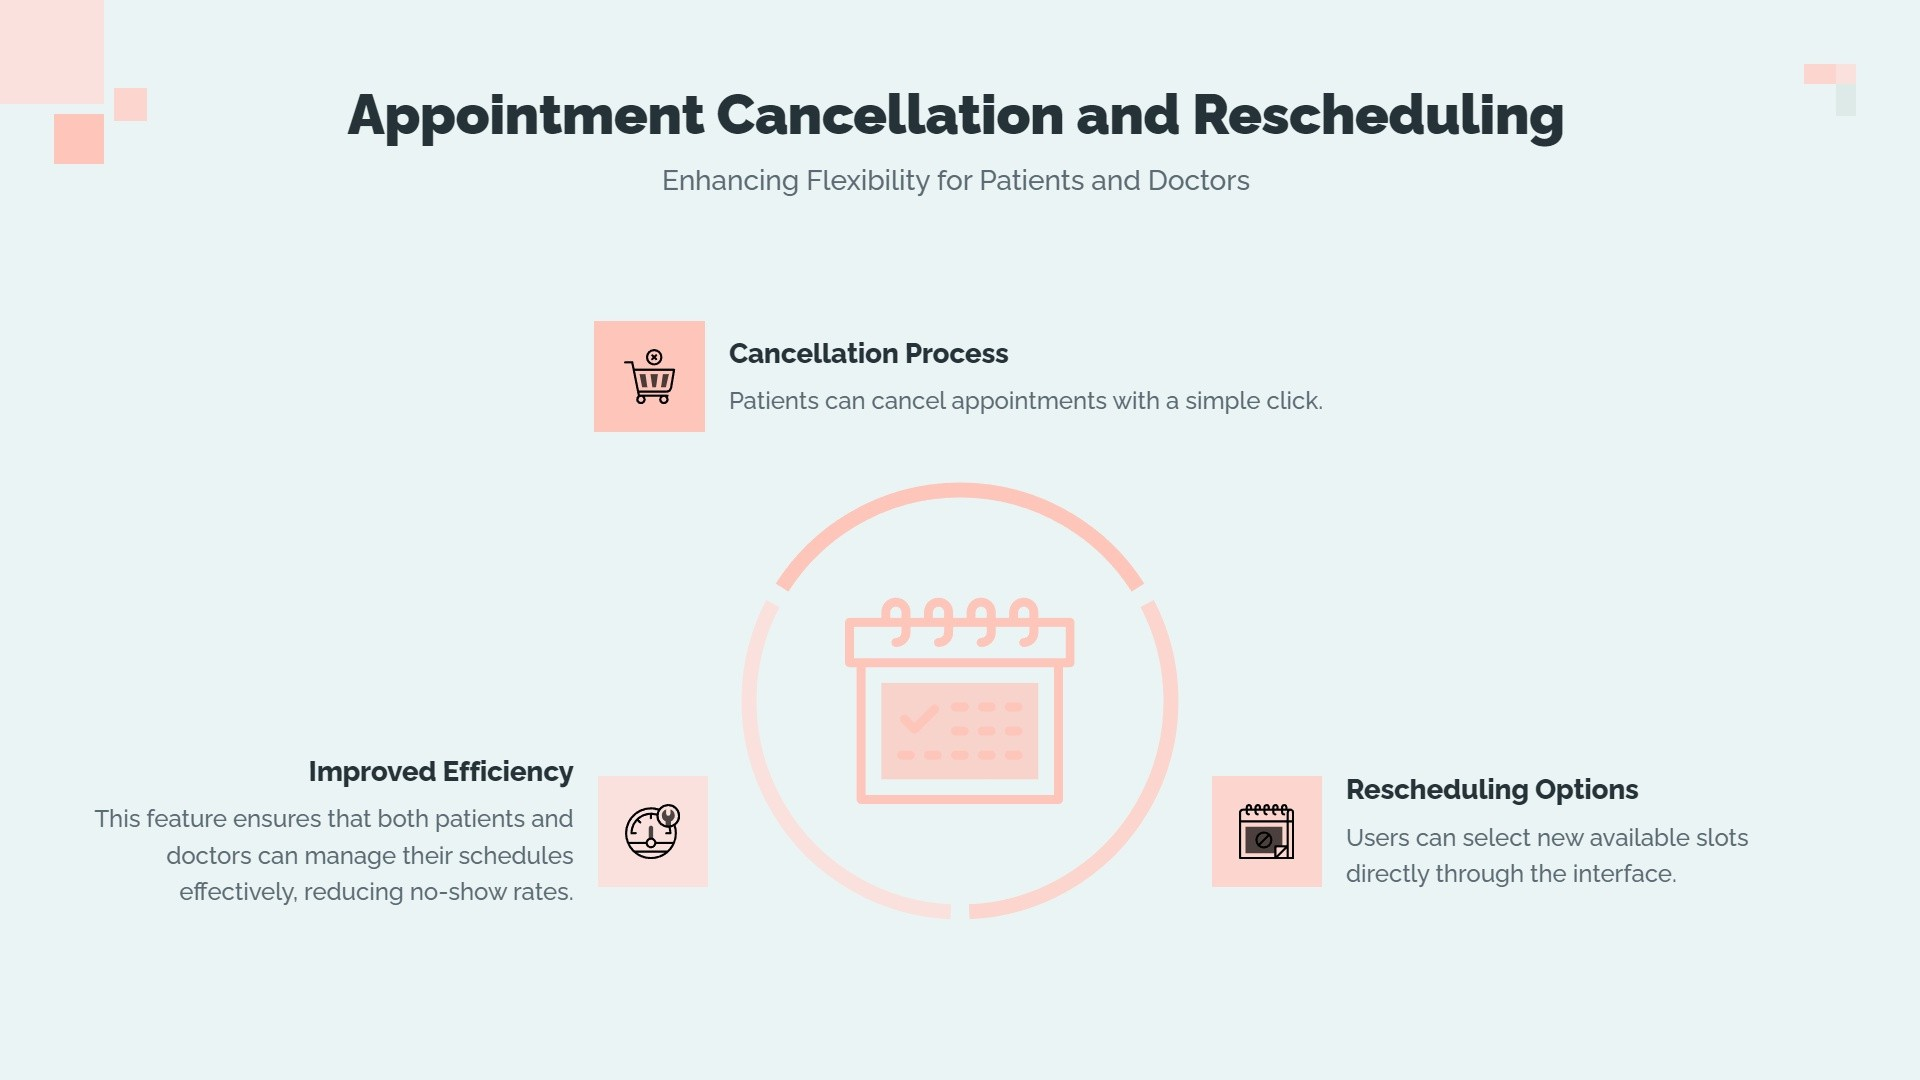 Appointment Cancellation and Rescheduling
Enhancing Flexibility for Patients and Doctors
Cancellation Process
Patients can cancel appointments with a simple click.
Improved Efficiency
This feature ensures that both patients and
doctors can manage their schedules
effectively, reducing no-show rates.
Rescheduling Options
Users can select new available slots
directly through the interface.